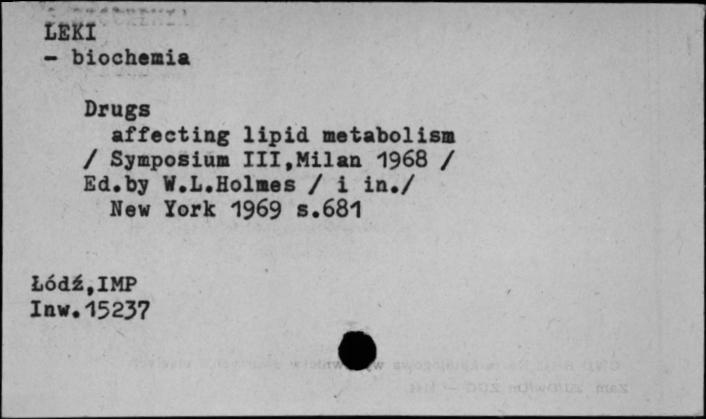 LEKI
- biochemia
Drugs
affecting lipid metabolism
/ Symposium III,Milan 1968 /
Ed.by W.L.Holmes / i in./
New York 1969 s.681
Łódź,IMP
Inw.15237